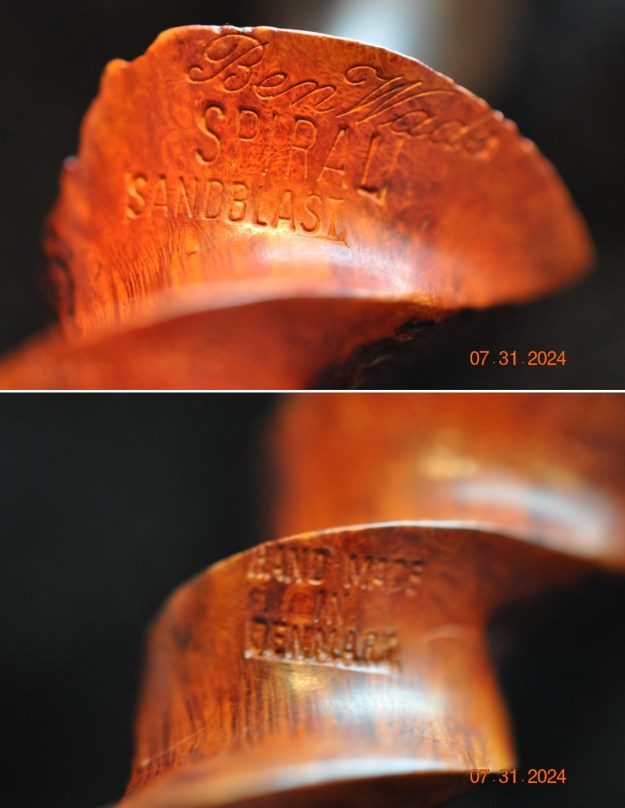 Ben Wade
SPIRAL
SANDBLAST
07.31.2024
HAND MADE
IN
DENMARK
07.31.2024